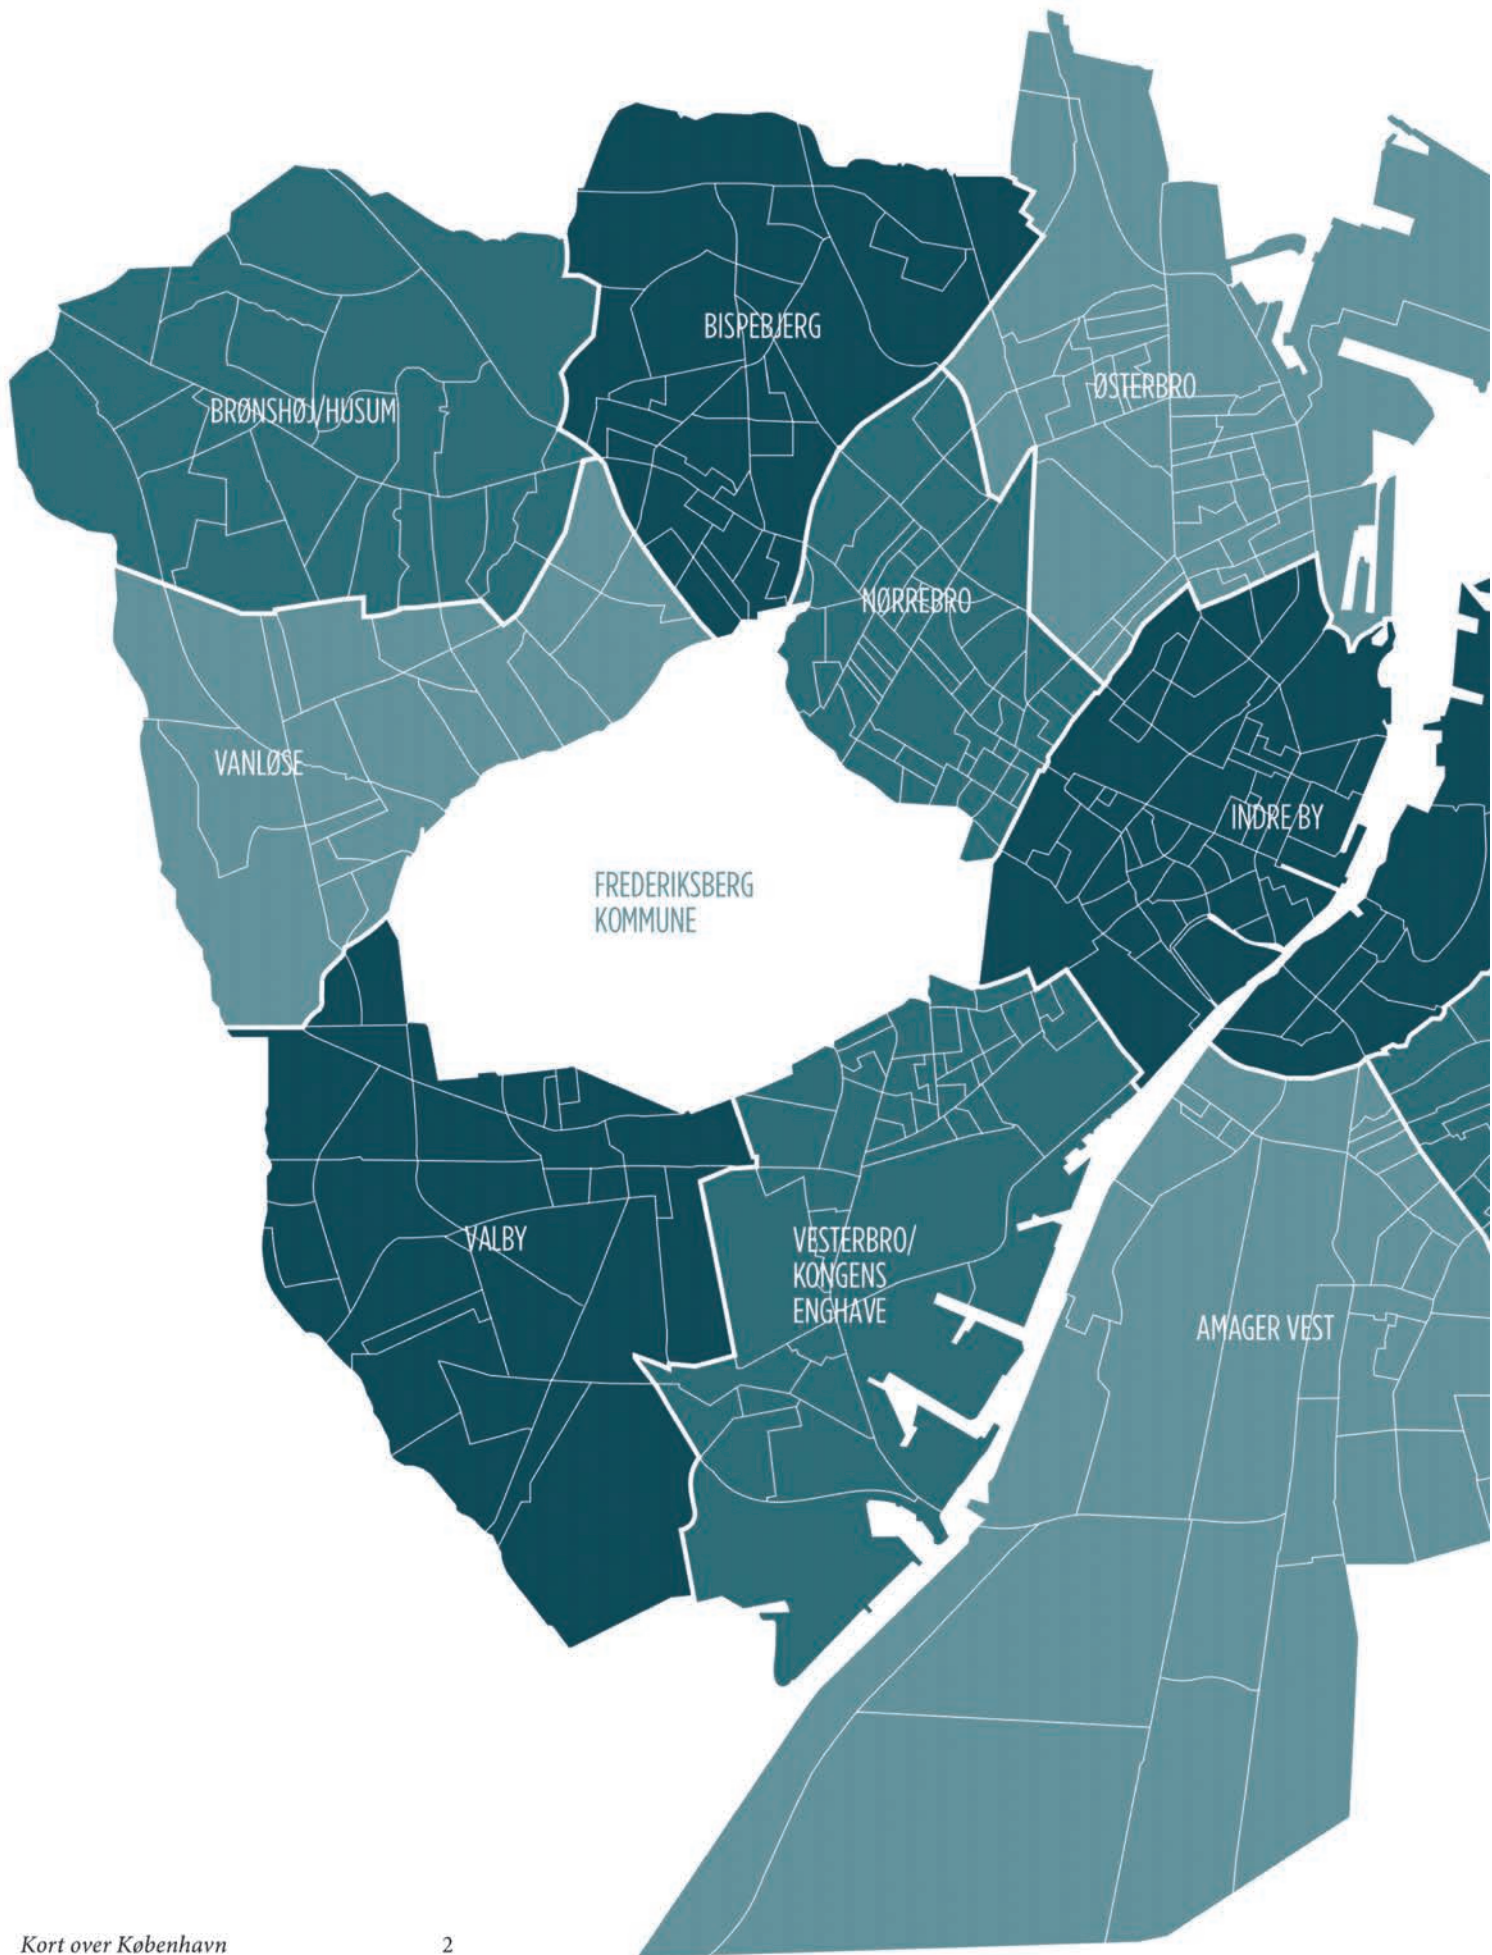 BISPEBJERG
ØSTERBRO
BRØNSHØJ/HUSUM
NØRREBRO
VANLØSE
INDRE BY
FREDERIKSBERG
KOMMUNE
VALBY
VESTERBRO/
KONGENS
ENGHAVE
AMAGER VEST
Kort over København
2